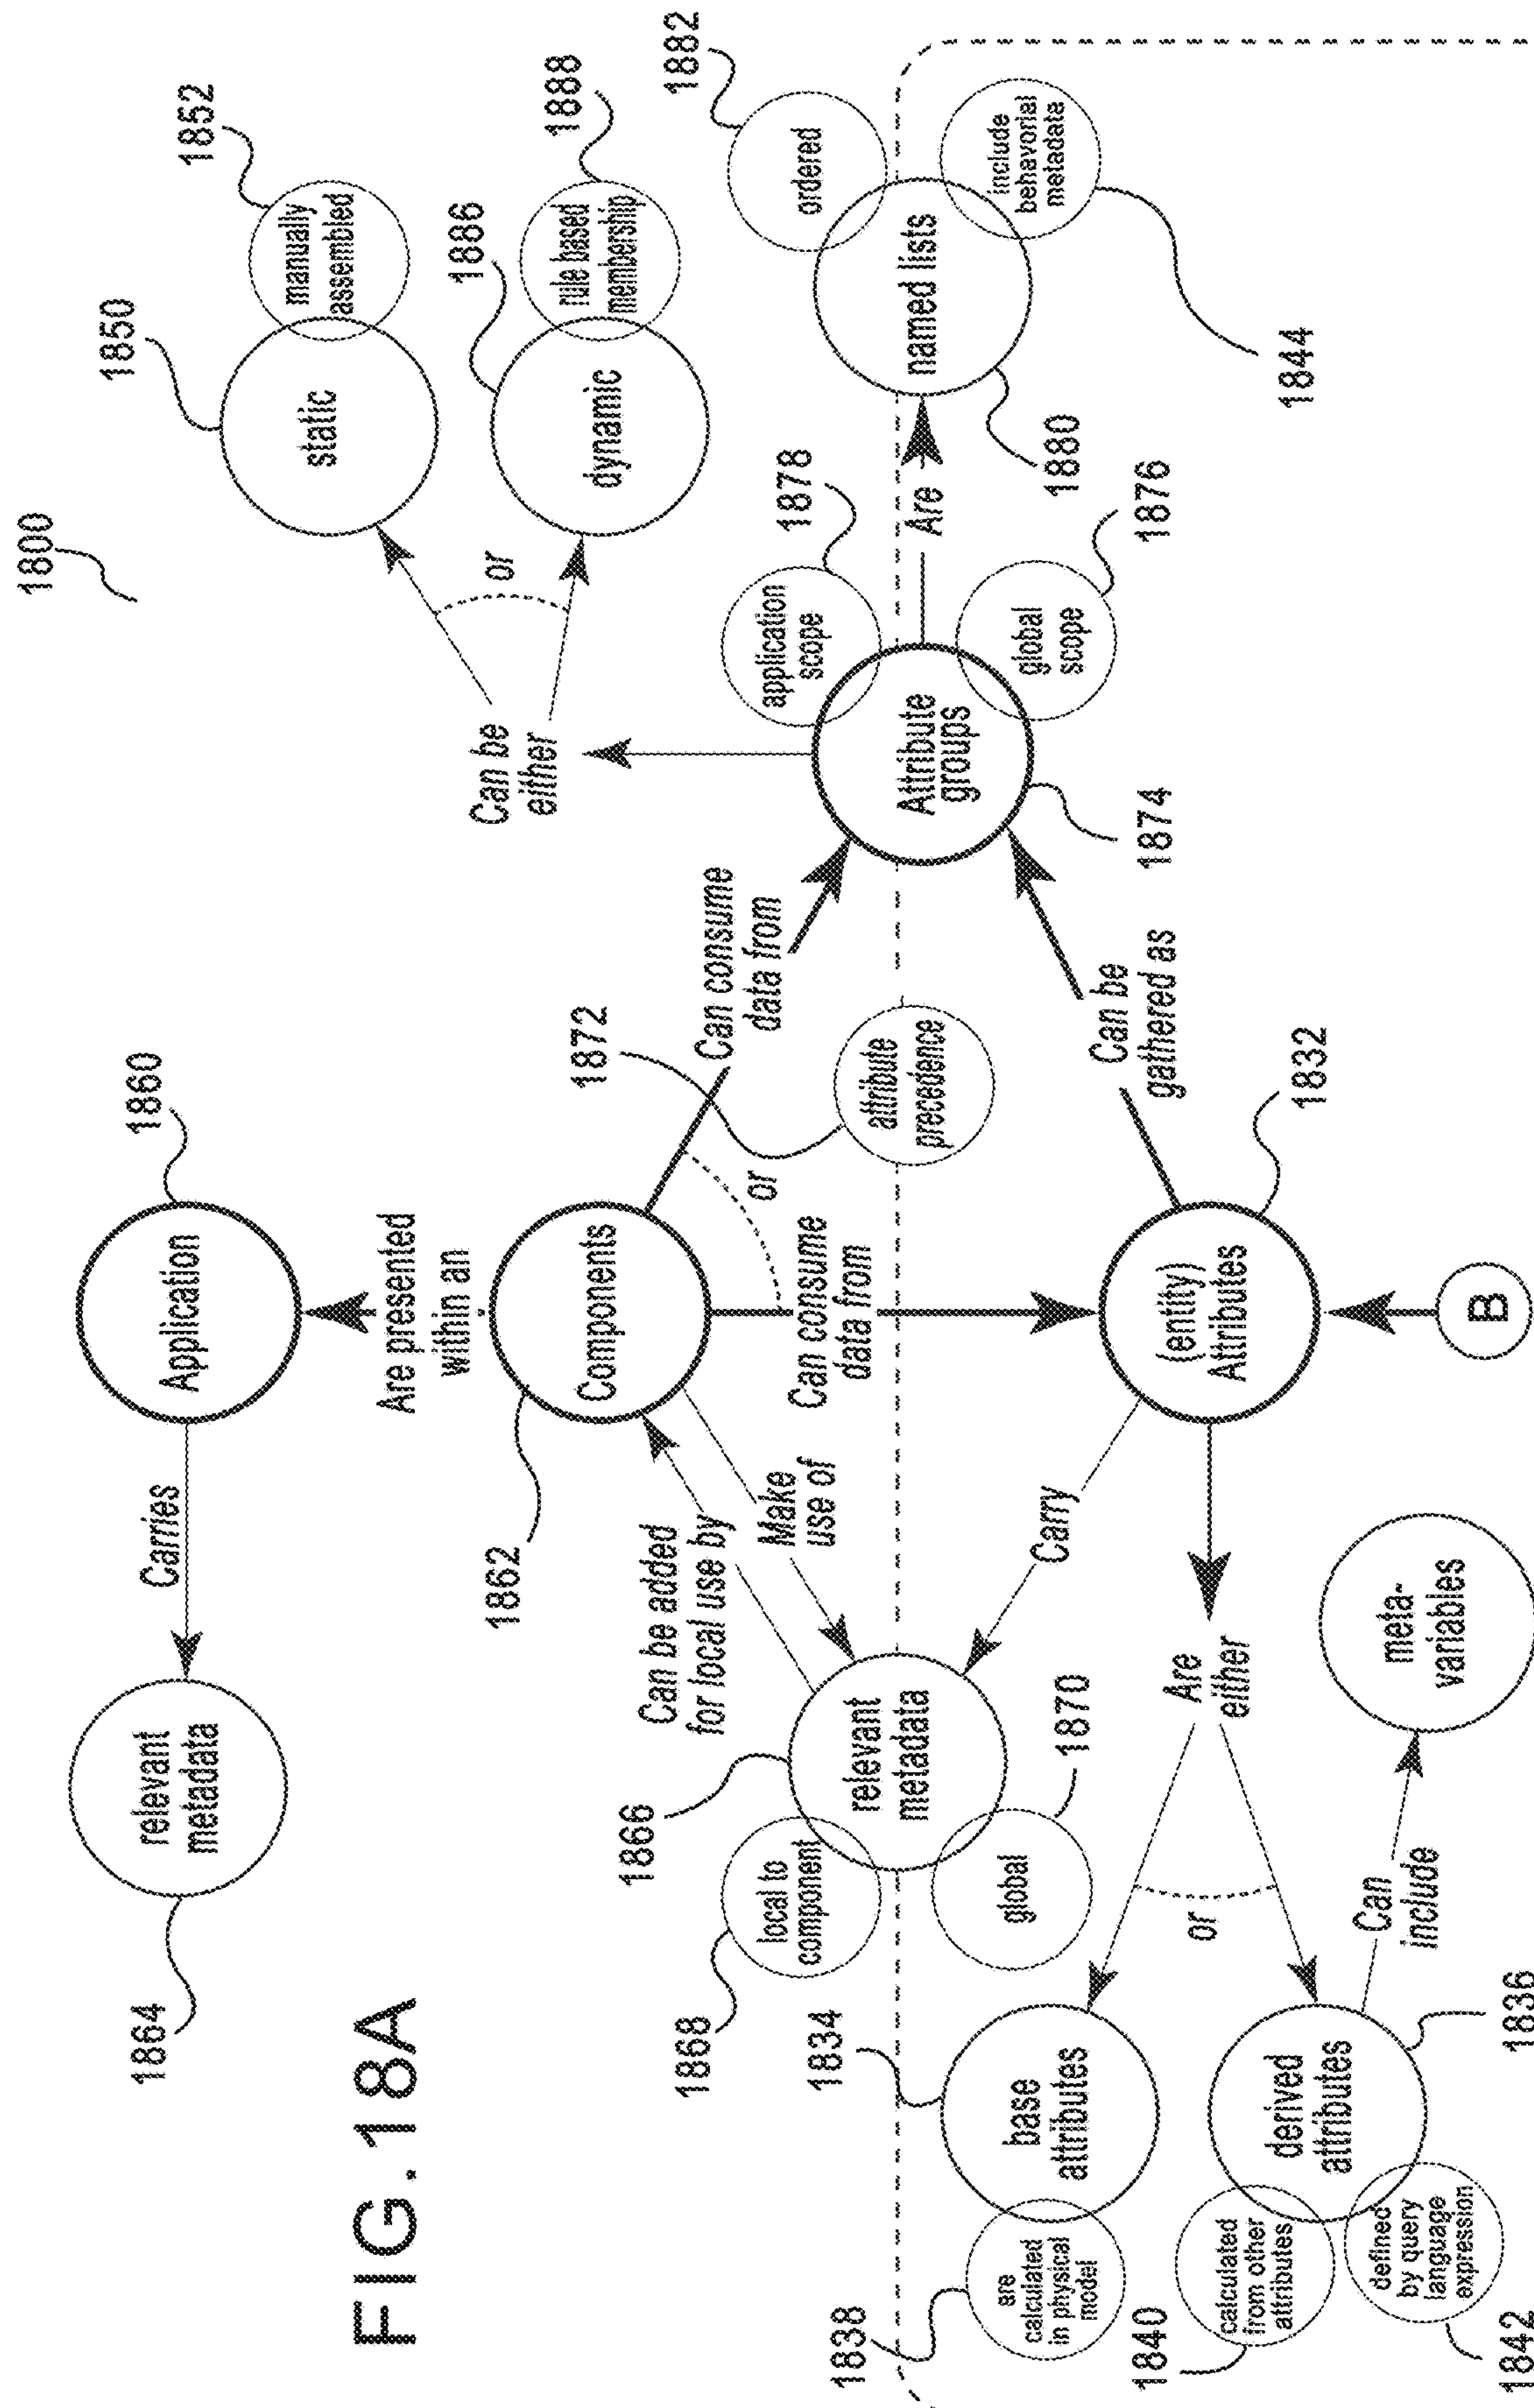 FIG.18A
1800
1864
relevant
metadata
Carries
Application
1860
Are presented
within an
1850
static
manually
assembled
1852
Can be
either
or
1886
dynamic
rule based
membership
1888
1862
Components
Can be added
for local use by
Make
use of
Can consume
data from
or
Can consume
data from
1872
attribute
precedence
1868
local to
component
1866
relevant
metadata
global
1870
application
scope
1878
Attribute
groups
1874
global
scope
1876
Are
named lists
1880
ordered
1882
include
behavorial
metadata
1844
Carry
Can be
gathered as
(entity)
Attributes
1832
B
Are
either
or
1834
base
attributes
1838
are
calculated
in physical
model
derived
attributes
1836
1840
calculated
from other
attributes
1842
defined
by query
language
expression
Can
include
meta-
variables